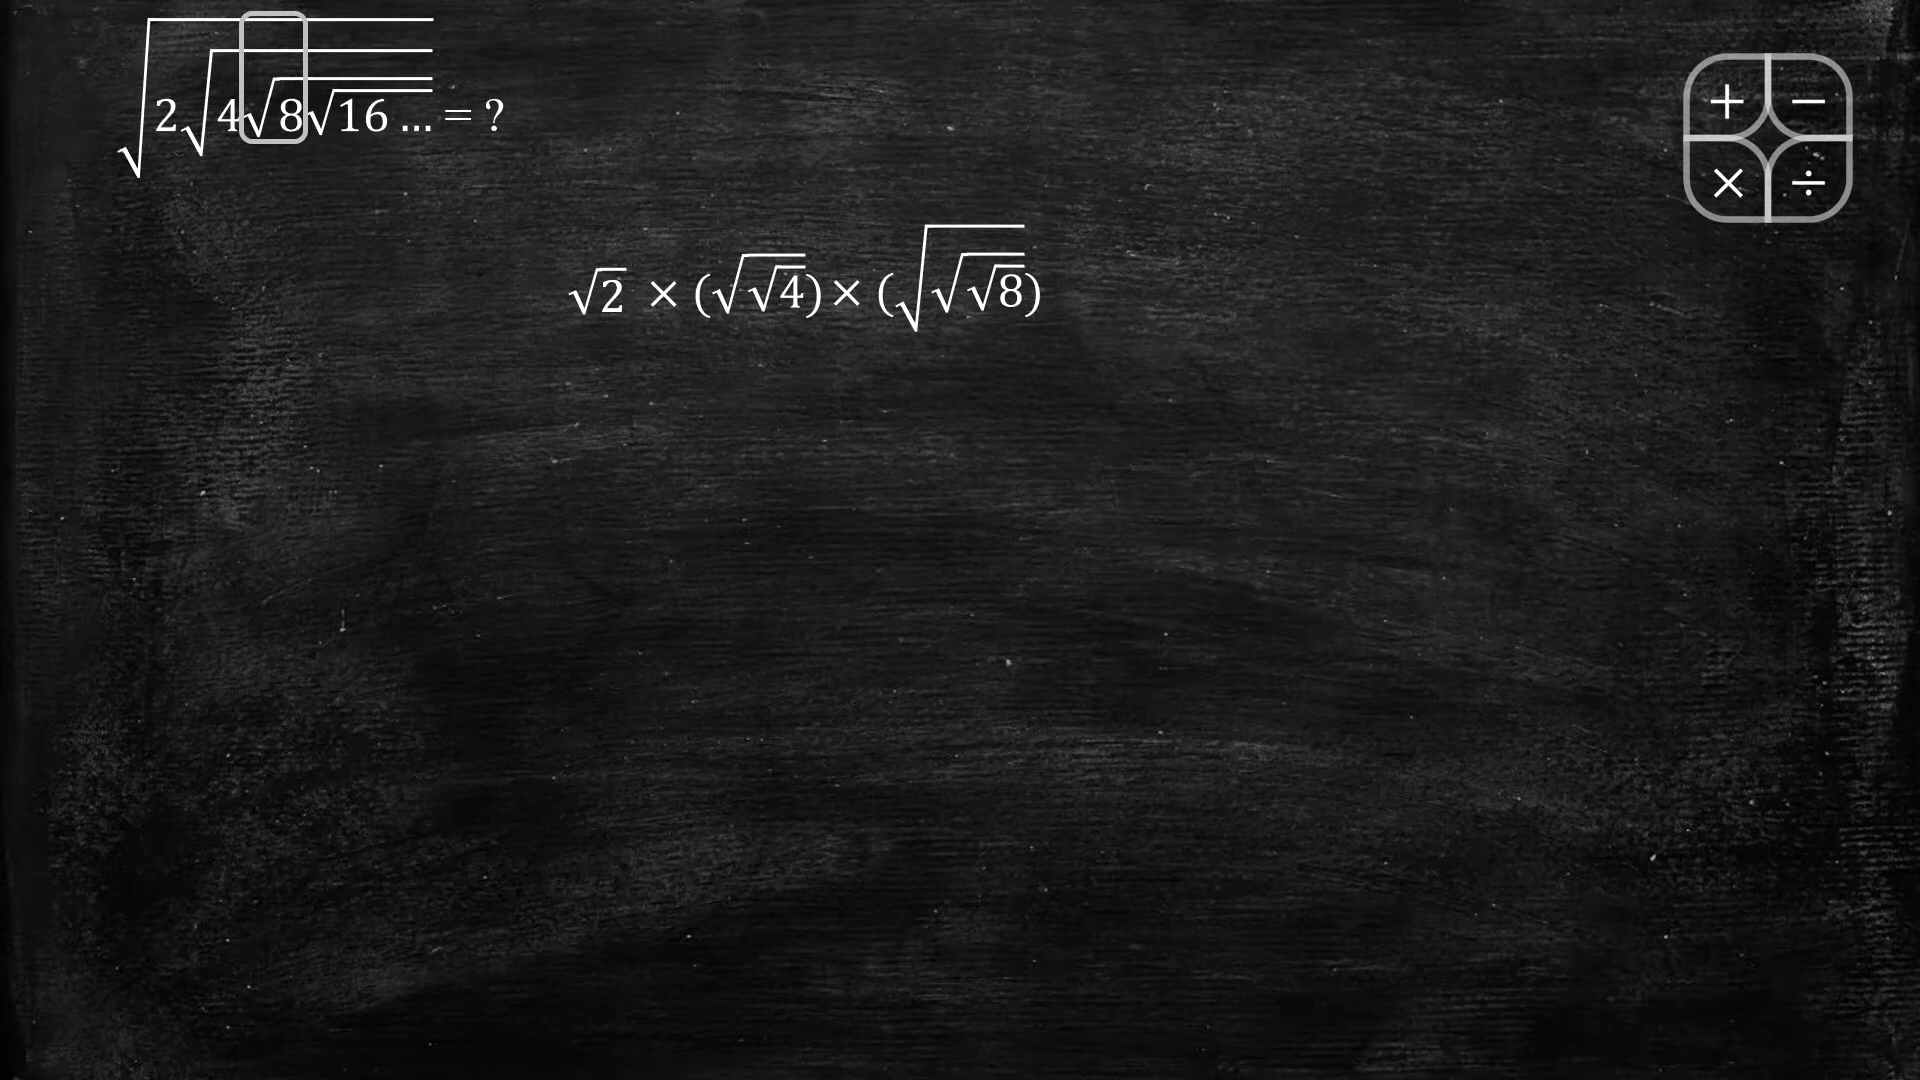 √(2√(4√(8√(16 ...)))) = ?
+ −
× ÷
√2 × (√√4) × (√√√8)